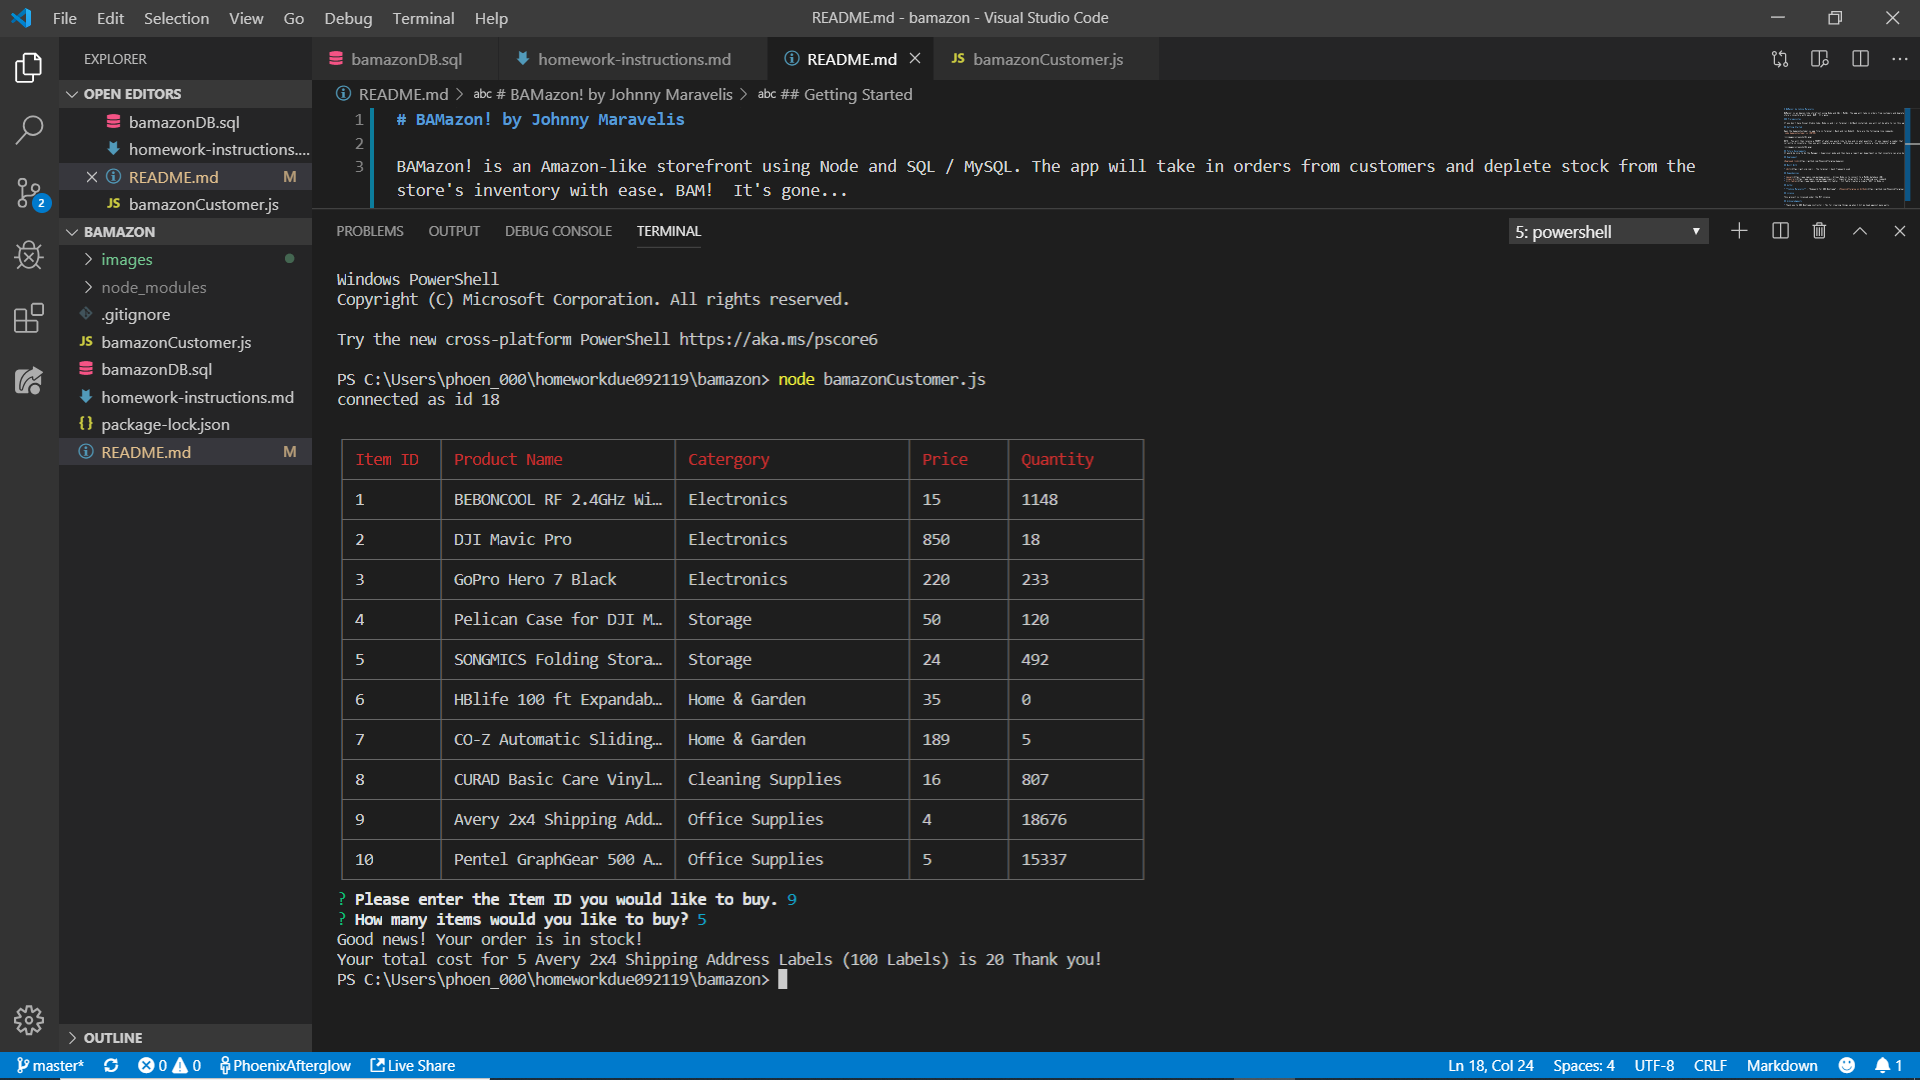 File Edit Selection View Go Debug Terminal Help
README.md - bamazon - Visual Studio Code
EXPLORER
bamazonDB.sql
homework-instructions.md
README.md
JS bamazonCustomer.js
OPEN EDITORS
bamazonDB.sql
homework-instructions....
README.md M
JS bamazonCustomer.js
BAMAZON
images
node_modules
.gitignore
JS bamazonCustomer.js
bamazonDB.sql
homework-instructions.md
{} package-lock.json
README.md M
2
OUTLINE
README.md > abc # BAMazon! by Johnny Maravelis > abc ## Getting Started
1 # BAMazon! by Johnny Maravelis
2
3 BAMazon! is an Amazon-like storefront using Node and SQL / MySQL. The app will take in orders from customers and deplete stock from the
store's inventory with ease. BAM!  It's gone...
PROBLEMS OUTPUT DEBUG CONSOLE TERMINAL
5: powershell
Windows PowerShell
Copyright (C) Microsoft Corporation. All rights reserved.
Try the new cross-platform PowerShell https://aka.ms/pscore6
PS C:\Users\phoen_000\homeworkdue092119\bamazon> node bamazonCustomer.js
connected as id 18
Item ID Product Name Catergory Price Quantity
1 BEBONCOOL RF 2.4GHz Wi… Electronics 15 1148
2 DJI Mavic Pro Electronics 850 18
3 GoPro Hero 7 Black Electronics 220 233
4 Pelican Case for DJI M… Storage 50 120
5 SONGMICS Folding Stora… Storage 24 492
6 HBlife 100 ft Expandab… Home & Garden 35 0
7 CO-Z Automatic Sliding… Home & Garden 189 5
8 CURAD Basic Care Vinyl… Cleaning Supplies 16 807
9 Avery 2x4 Shipping Add… Office Supplies 4 18676
10 Pentel GraphGear 500 A… Office Supplies 5 15337
? Please enter the Item ID you would like to buy. 9
? How many items would you like to buy? 5
Good news! Your order is in stock!
Your total cost for 5 Avery 2x4 Shipping Address Labels (100 Labels) is 20 Thank you!
PS C:\Users\phoen_000\homeworkdue092119\bamazon>
master* 0 0 PhoenixAfterglow Live Share
Ln 18, Col 24 Spaces: 4 UTF-8 CRLF Markdown 1